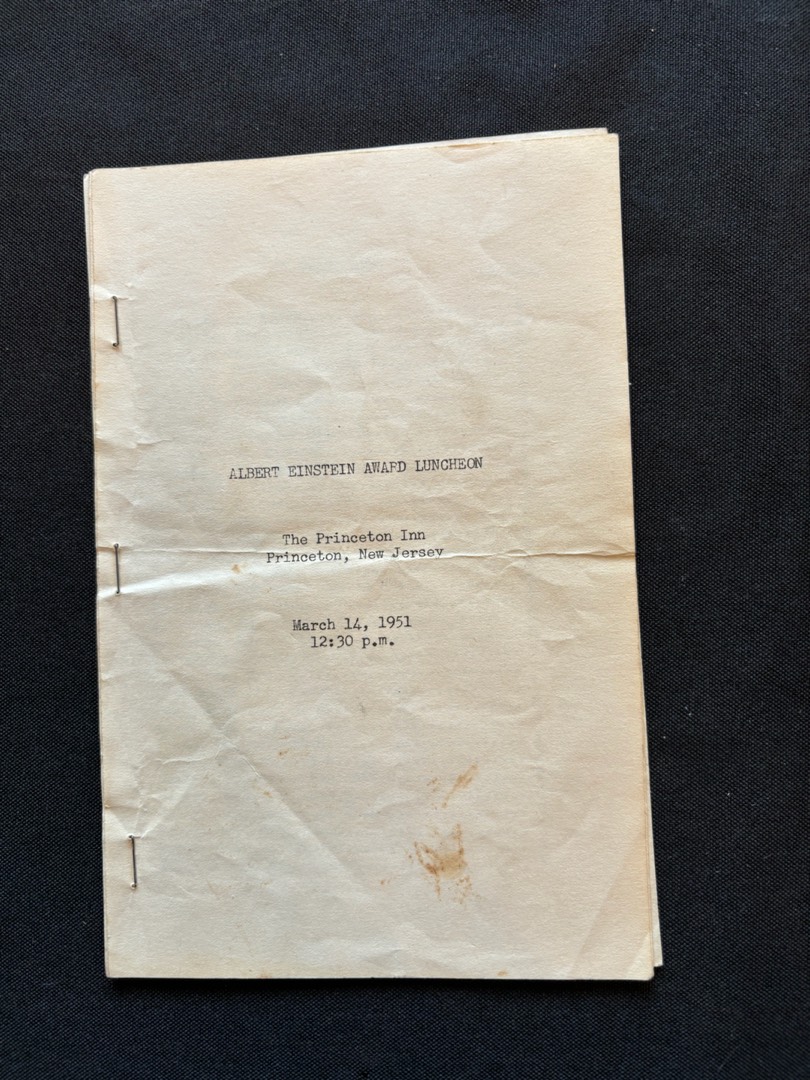 ALBERT EINSTEIN AWARD LUNCHEON
The Princeton Inn
Princeton, New Jersey
March 14, 1951
12:30 p.m.